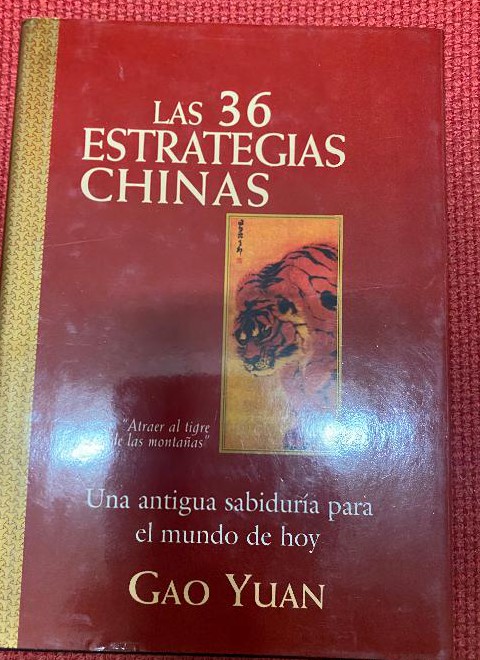 LAS 36
ESTRATEGIAS
CHINAS
"Atraer al tigre
de las montañas"
Una antigua sabiduría para
el mundo de hoy
GAO YUAN